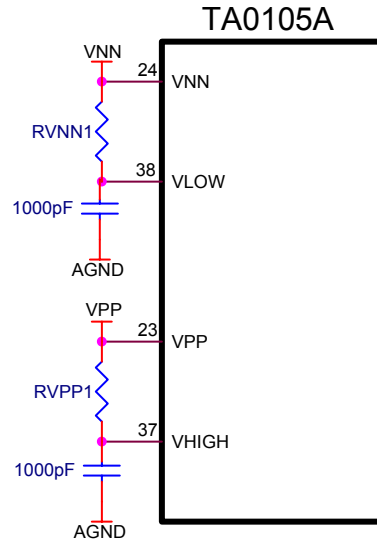 TA0105A
VNN
24
VNN
RVNN1
38
VLOW
1000pF
AGND
VPP
23
VPP
RVPP1
37
VHIGH
1000pF
AGND